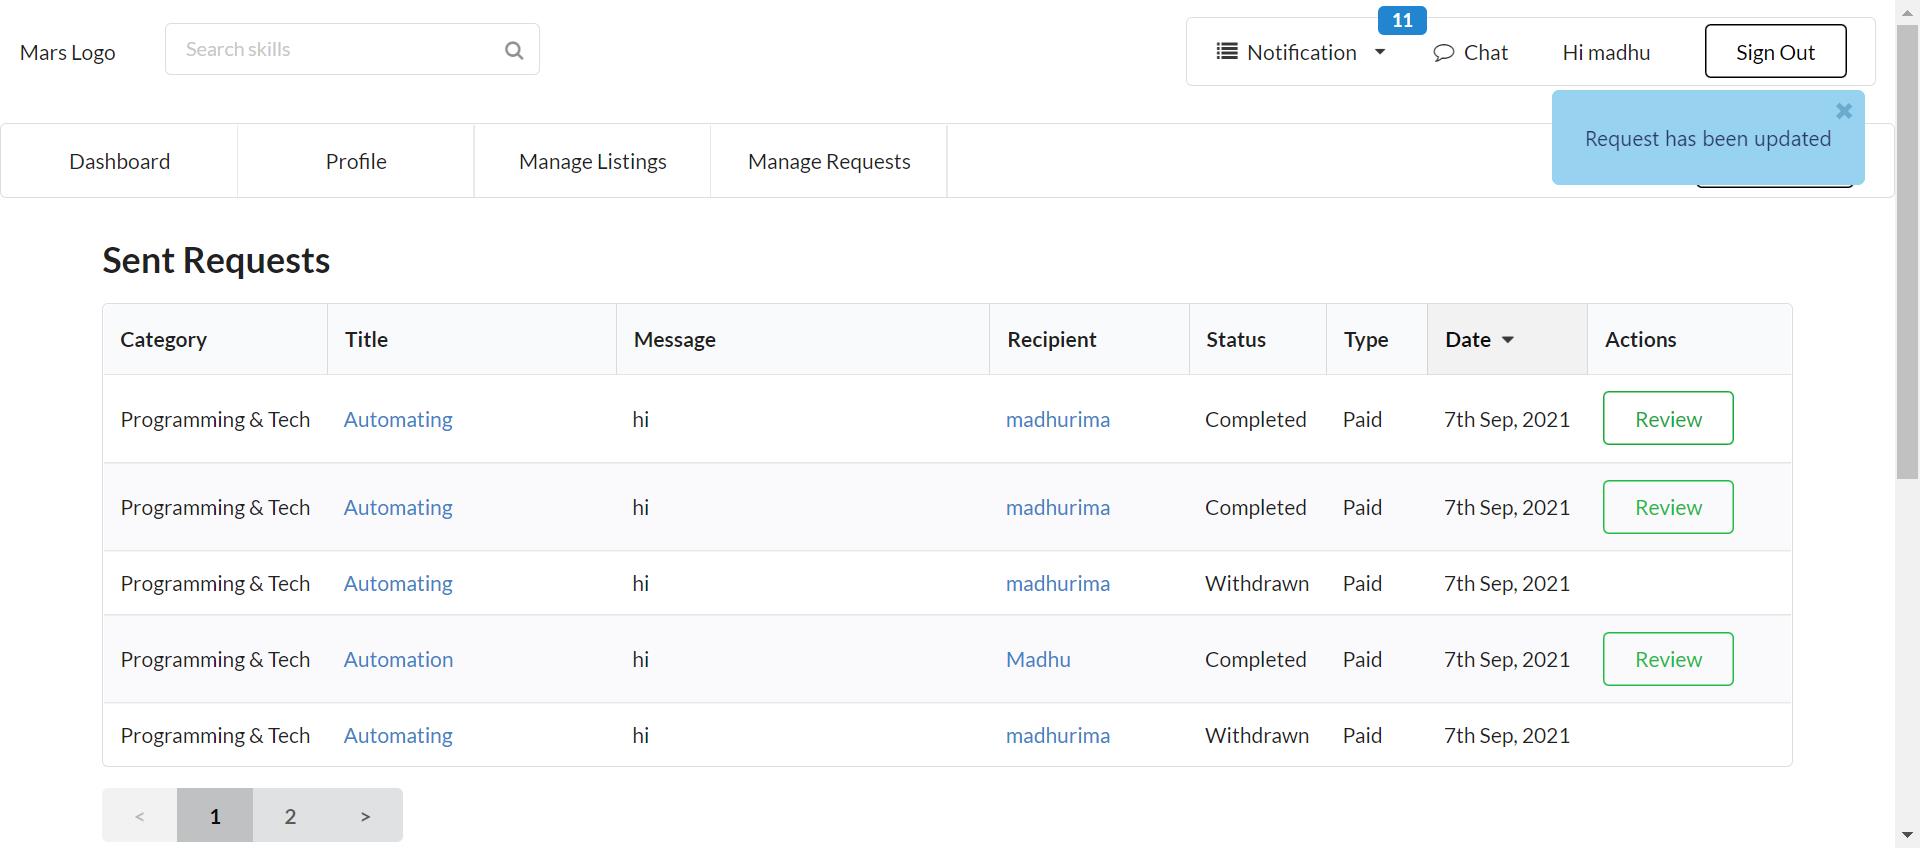 11
Mars Logo
Search skills
Notification
Chat
Hi madhu
Sign Out
Request has been updated
Dashboard
Profile
Manage Listings
Manage Requests
Sent Requests
Category Title Message Recipient Status Type Date Actions
Programming & Tech Automating hi madhurima Completed Paid 7th Sep, 2021 Review
Programming & Tech Automating hi madhurima Completed Paid 7th Sep, 2021 Review
Programming & Tech Automating hi madhurima Withdrawn Paid 7th Sep, 2021
Programming & Tech Automation hi Madhu Completed Paid 7th Sep, 2021 Review
Programming & Tech Automating hi madhurima Withdrawn Paid 7th Sep, 2021
< 1 2 >